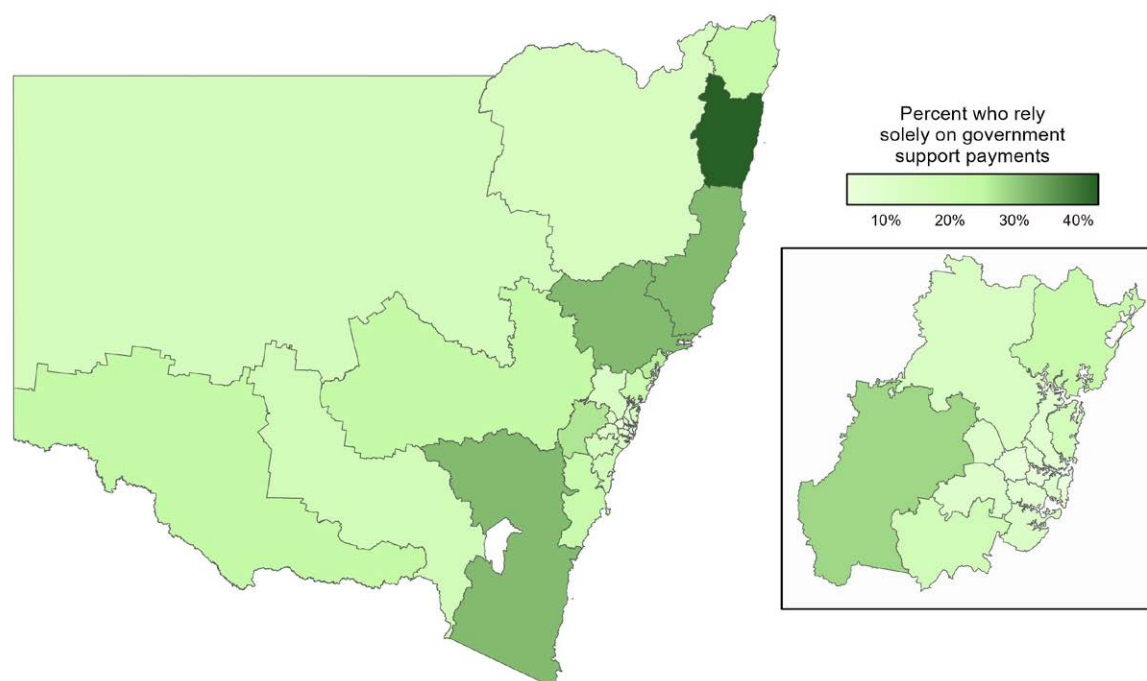 Percent who rely
solely on government
support payments
10% 20% 30% 40%